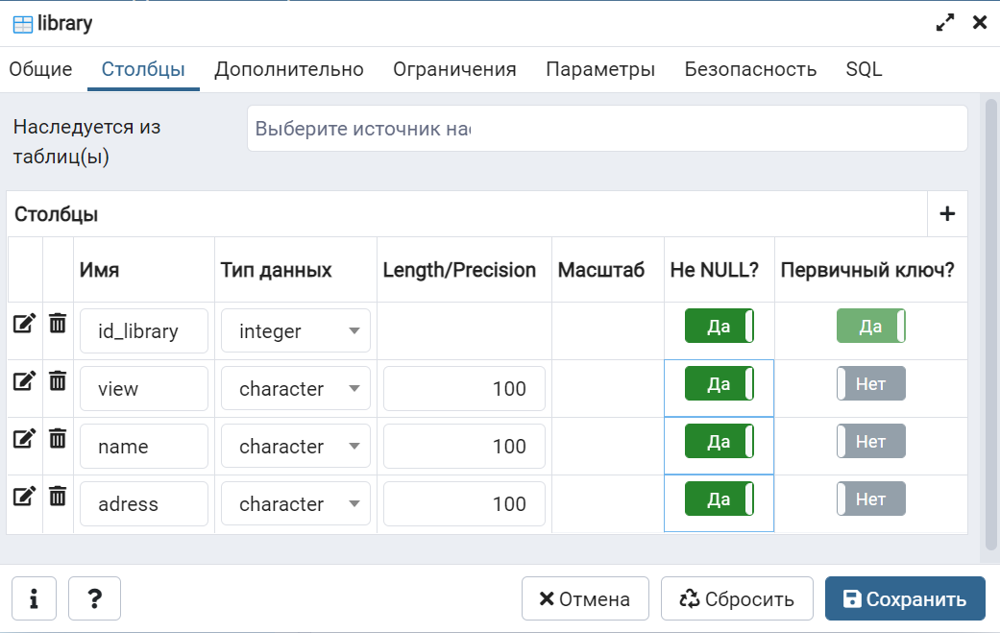 library
Общие Столбцы Дополнительно Ограничения Параметры Безопасность SQL
Наследуется из
таблиц(ы)
Выберите источник нас
Столбцы
Имя Тип данных Length/Precision Масштаб Не NULL? Первичный ключ?
id_library integer Да Да
view character 100 Да Нет
name character 100 Да Нет
adress character 100 Да Нет
i ? Отмена Сбросить Сохранить